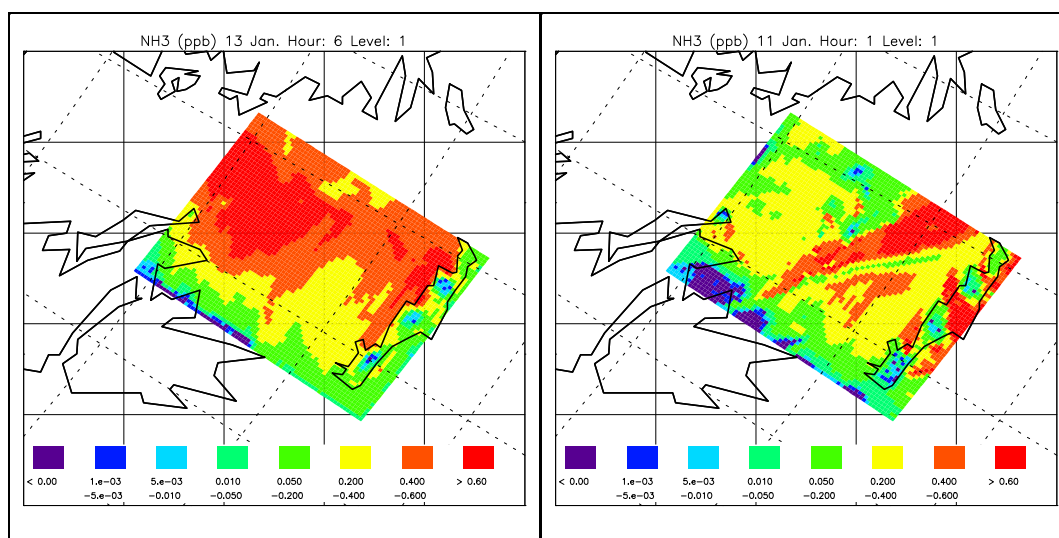 NH3 (ppb) 13 Jan. Hour: 6 Level: 1
< 0.00 1.e-03 5.e-03 0.010 0.050 0.200 0.400 > 0.60
-5.e-03 -0.010 -0.050 -0.200 -0.400 -0.600
NH3 (ppb) 11 Jan. Hour: 1 Level: 1
< 0.00 1.e-03 5.e-03 0.010 0.050 0.200 0.400 > 0.60
-5.e-03 -0.010 -0.050 -0.200 -0.400 -0.600